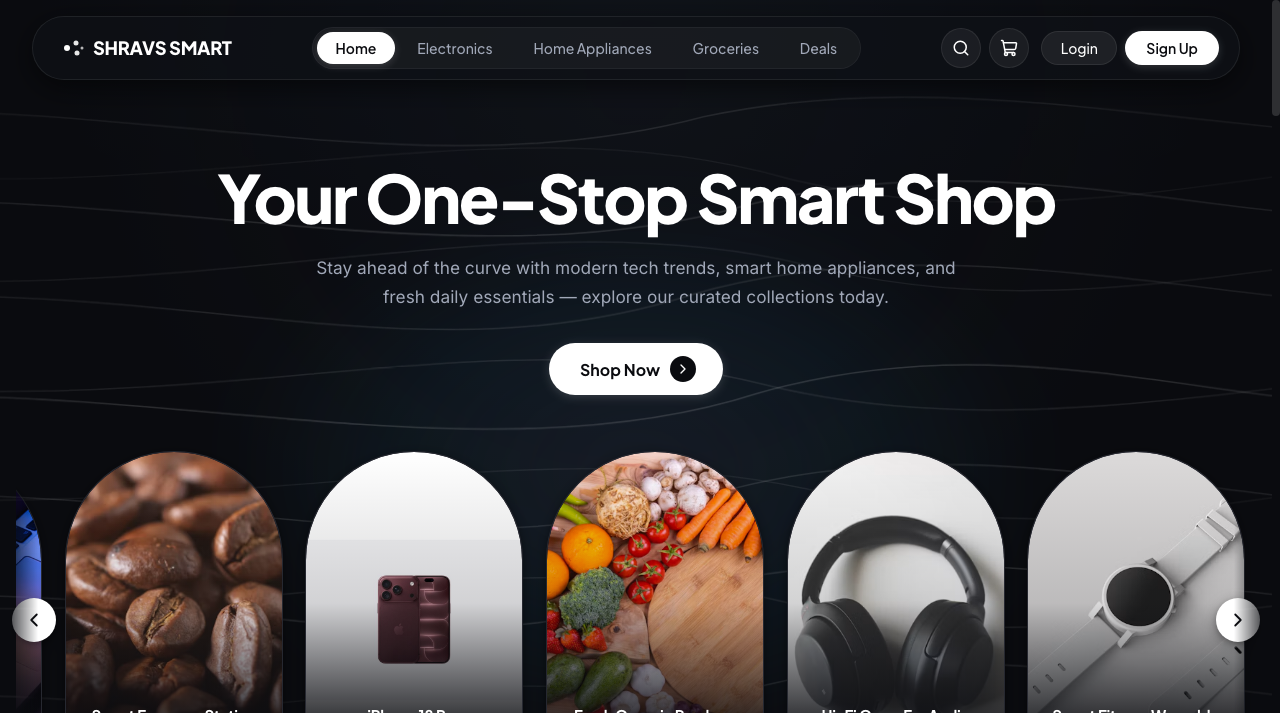 SHRAVS SMART
Home
Electronics
Home Appliances
Groceries
Deals
Login
Sign Up
Your One-Stop Smart Shop
Stay ahead of the curve with modern tech trends, smart home appliances, and
fresh daily essentials — explore our curated collections today.
Shop Now